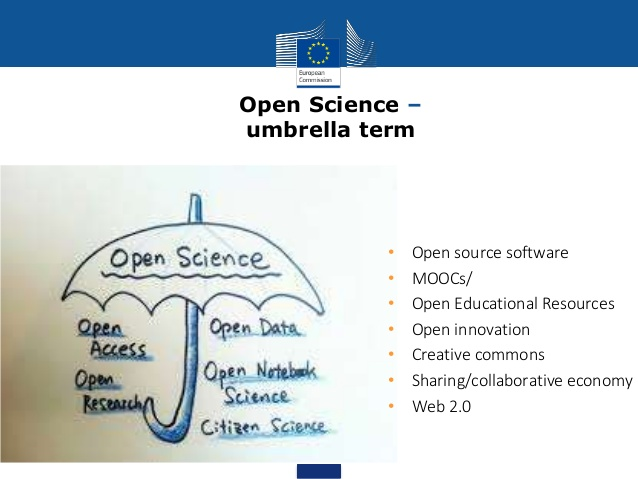 European
Commission
Open Science –
umbrella term
Open Science
Open
Access
Open
Research
Open Data
Open Notebook
Science
Citizen Science
• Open source software
• MOOCs/
• Open Educational Resources
• Open innovation
• Creative commons
• Sharing/collaborative economy
• Web 2.0